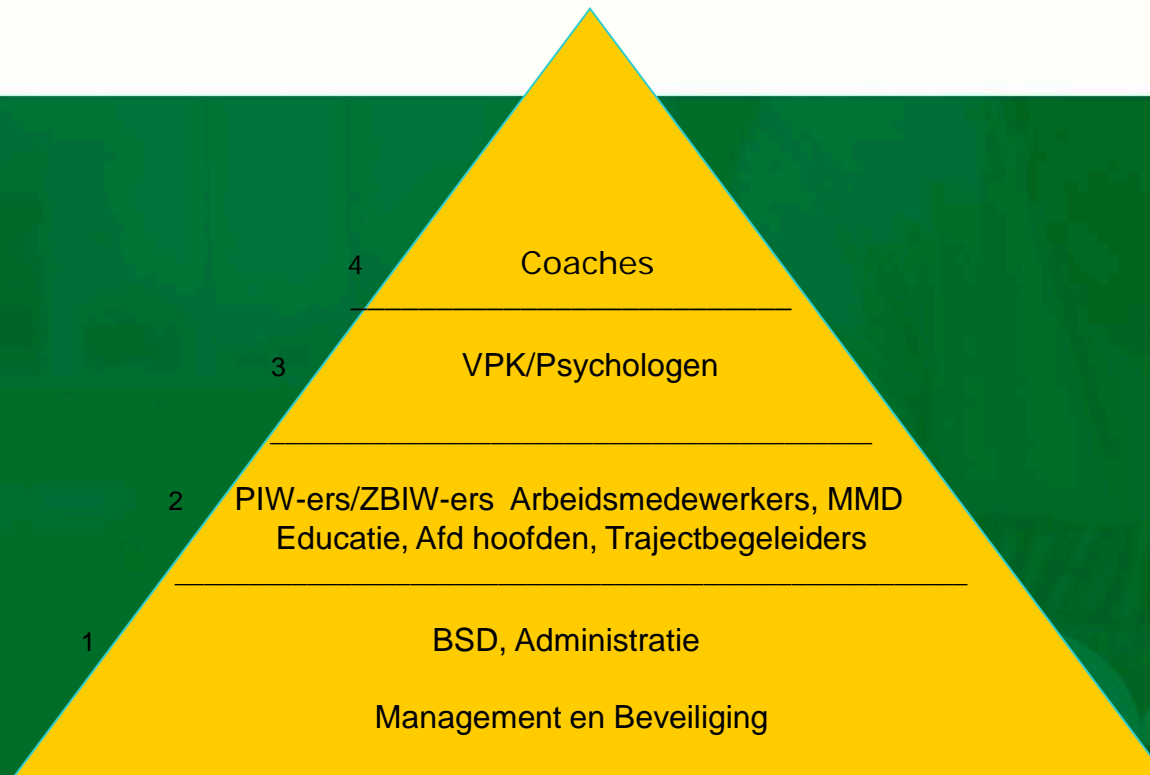 4 Coaches
3 VPK/Psychologen
2 PIW-ers/ZBIW-ers Arbeidsmedewerkers, MMD
Educatie, Afd hoofden, Trajectbegeleiders
1 BSD, Administratie
Management en Beveiliging